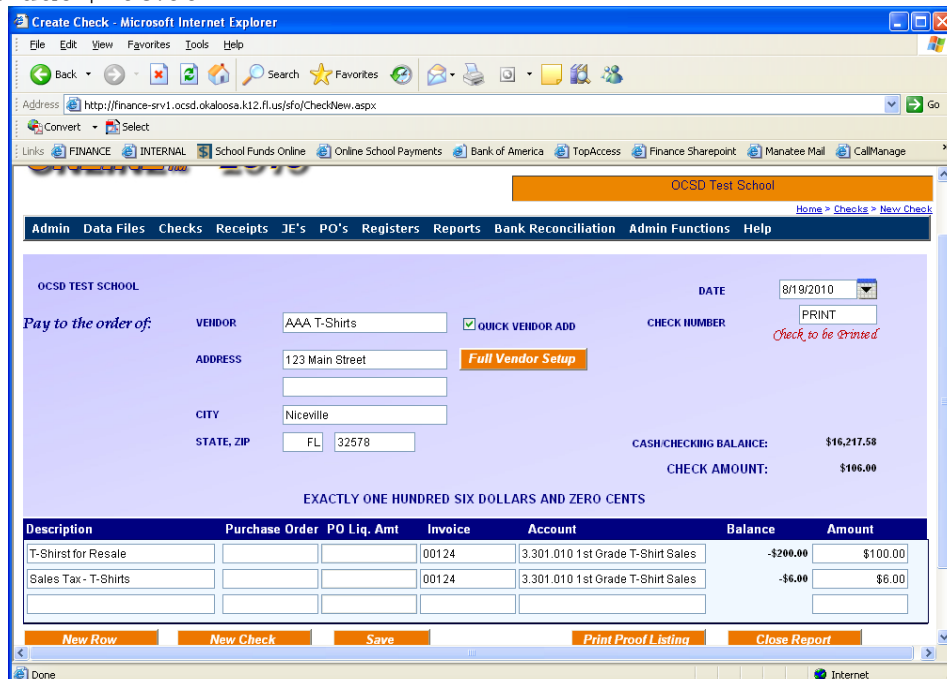 Create Check - Microsoft Internet Explorer
File Edit View Favorites Tools Help
Back Search Favorites
Address http://finance-srv1.ocsd.okaloosa.k12.fl.us/sfo/CheckNew.aspx Go
Convert Select
Links FINANCE INTERNAL School Funds Online Online School Payments Bank of America TopAccess Finance Sharepoint Manatee Mail CallManage
OCSD Test School
Home > Checks > New Check
Admin Data Files Checks Receipts JE's PO's Registers Reports Bank Reconciliation Admin Functions Help
OCSD TEST SCHOOL DATE 8/19/2010
Pay to the order of: VENDOR AAA T-Shirts QUICK VENDOR ADD CHECK NUMBER PRINT
Check to be Printed
ADDRESS 123 Main Street Full Vendor Setup
CITY Niceville
STATE, ZIP FL 32578 CASH/CHECKING BALANCE: $16,217.58
CHECK AMOUNT: $106.00
EXACTLY ONE HUNDRED SIX DOLLARS AND ZERO CENTS
Description Purchase Order PO Liq. Amt Invoice Account Balance Amount
T-Shirst for Resale 00124 3.301.010 1st Grade T-Shirt Sales -$200.00 $100.00
Sales Tax - T-Shirts 00124 3.301.010 1st Grade T-Shirt Sales -$6.00 $6.00
New Row New Check Save Print Proof Listing Close Report
Done Internet